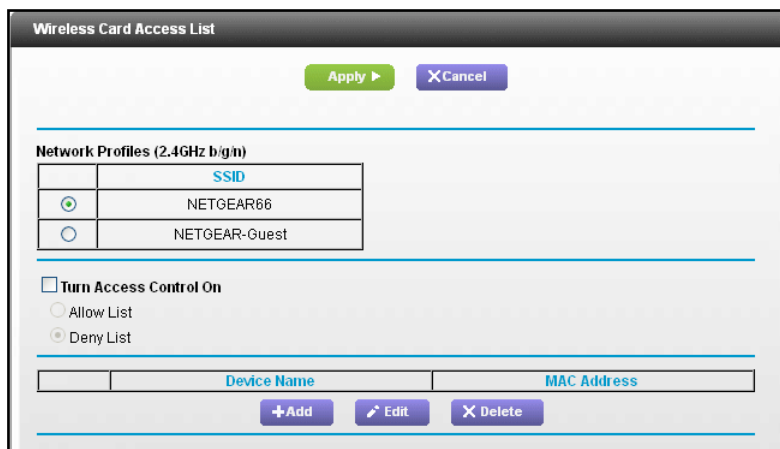 Wireless Card Access List
Apply ▶ XCancel
Network Profiles (2.4GHz b/g/n)
SSID
NETGEAR66
NETGEAR-Guest
Turn Access Control On
Allow List
Deny List
Device Name MAC Address
+Add Edit X Delete